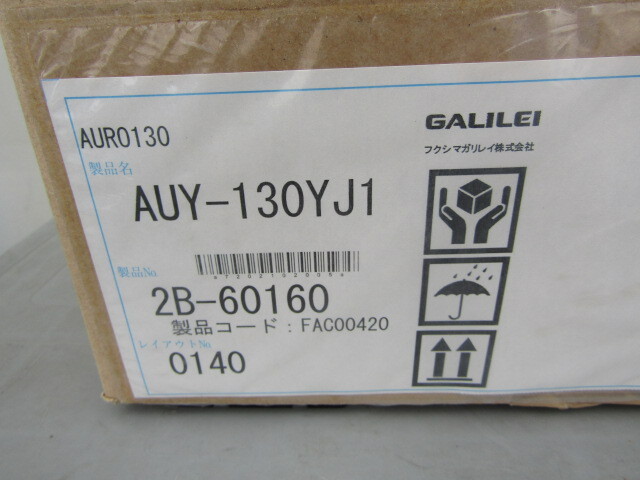 AUR0130
GALILEI
フクシマガリレイ株式会社
製品名
AUY-130YJ1
製品No.
2B-60160
製品コード：FAC00420
レイアウトNo
0140